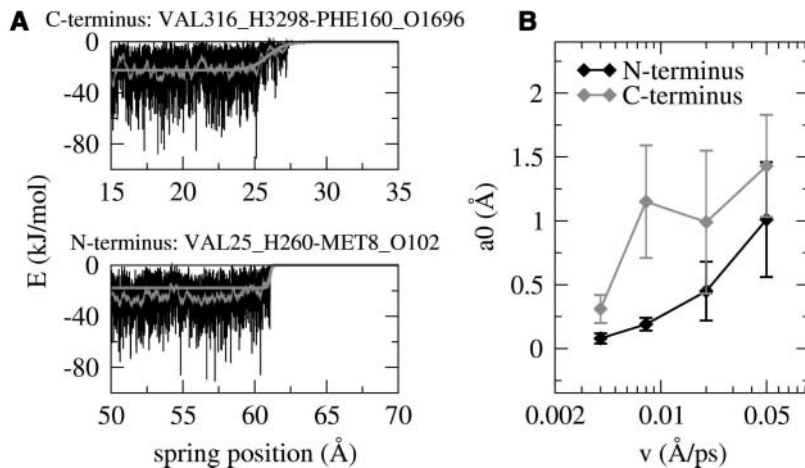 A
C-terminus: VAL316_H3298-PHE160_O1696
0
-40
-80
15 20 25 30 35
N-terminus: VAL25_H260-MET8_O102
0
-40
-80
50 55 60 65 70
E (kJ/mol)
spring position (Å)
B
N-terminus
C-terminus
2
1.5
1
0.5
0
a0 (Å)
0.002 0.01 0.05
v (Å/ps)